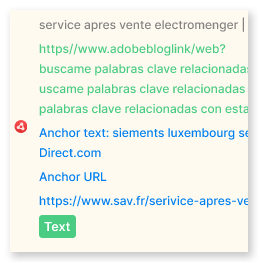 service apres vente electromenger |
https//www.adobebloglink/web?
buscame palabras clave relacionadas
uscame palabras clave relacionadas
palabras clave relacionadas con esta
4
Anchor text: siements luxembourg se
Direct.com
Anchor URL
https://www.sav.fr/serivice-apres-ve
Text